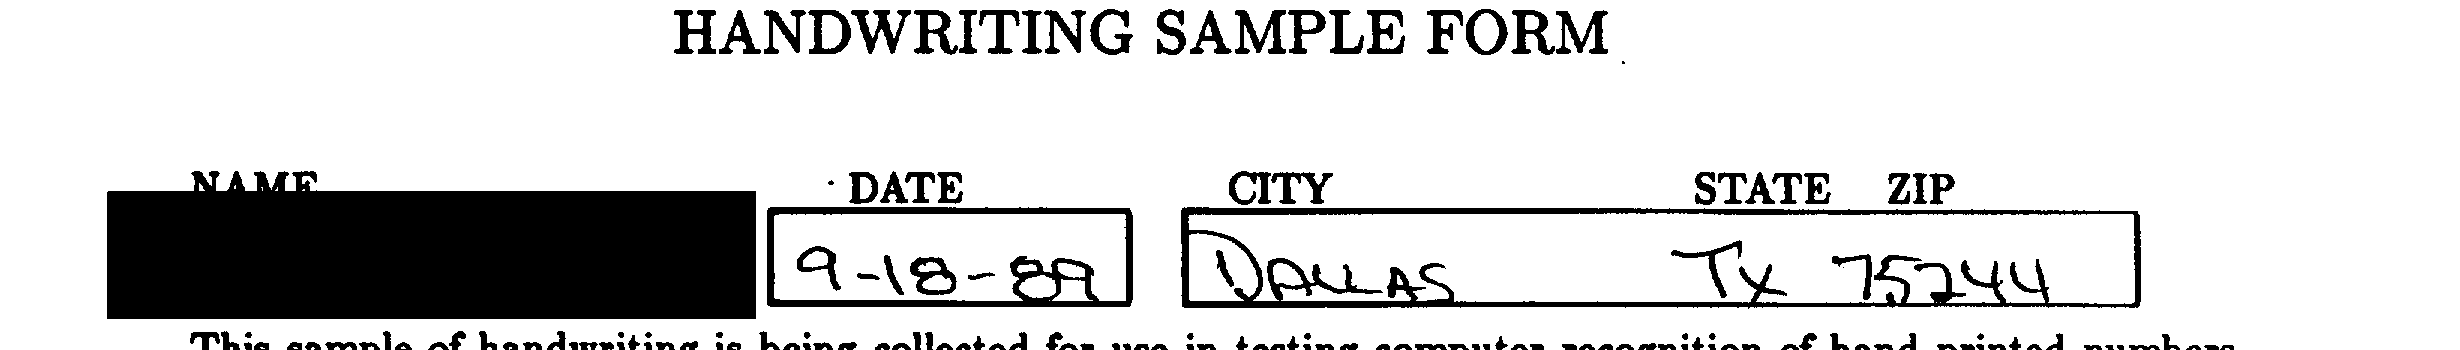 HANDWRITING SAMPLE FORM
NAME DATE CITY STATE ZIP
9-18-89 DALLAS Tx 75244
This sample of handwriting is being collected for use in testing computer recognition of hand printed numbers